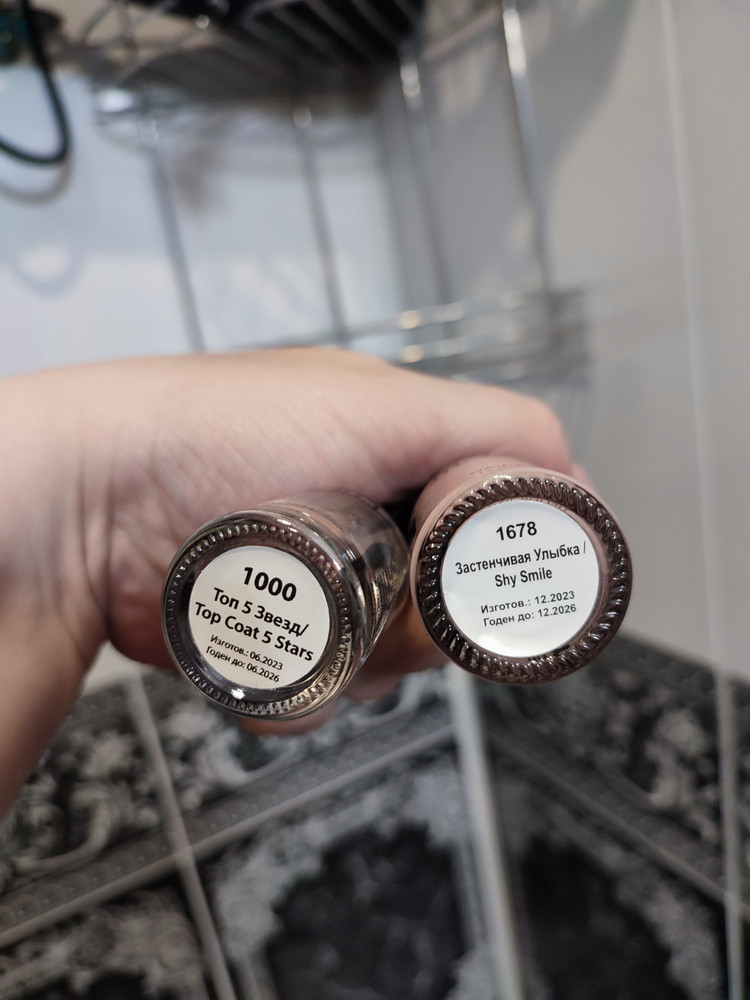 1000
Топ 5 Звезд/
Top Coat 5 Stars
Изготов.: 06.2023
Годен до: 06.2026
1678
Застенчивая Улыбка /
Shy Smile
Изготов.: 12.2023
Годен до: 12.2026